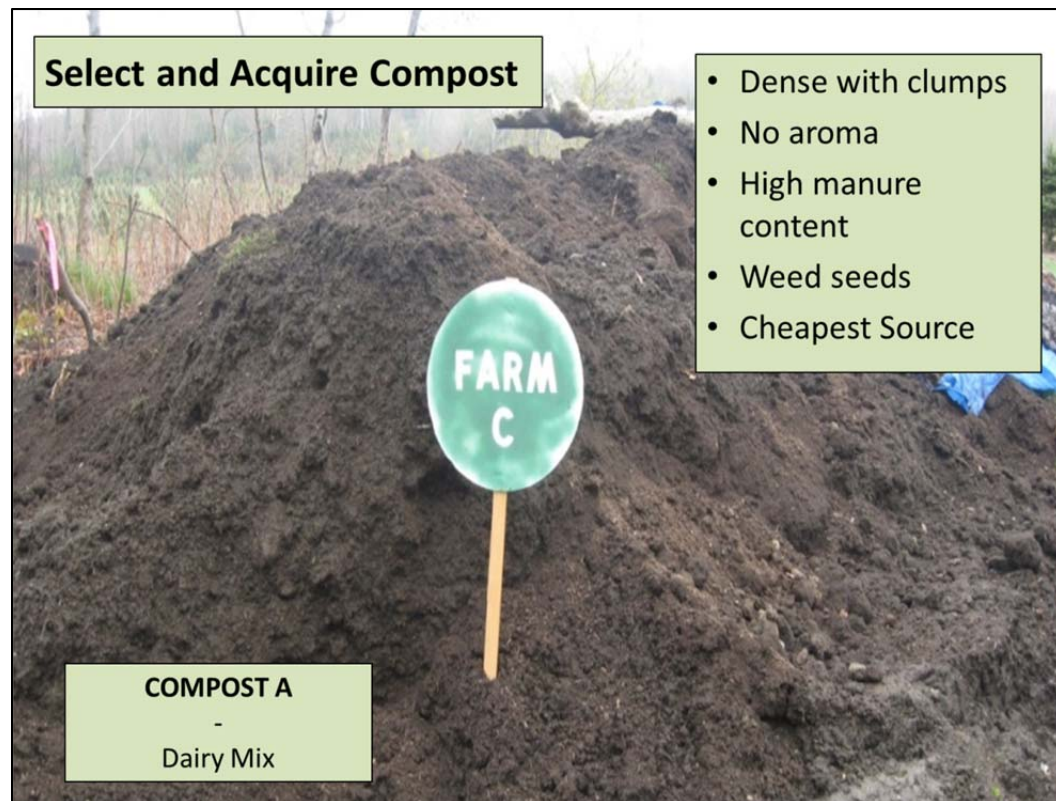 Select and Acquire Compost
• Dense with clumps
• No aroma
• High manure
content
• Weed seeds
• Cheapest Source
FARM
C
COMPOST A
-
Dairy Mix